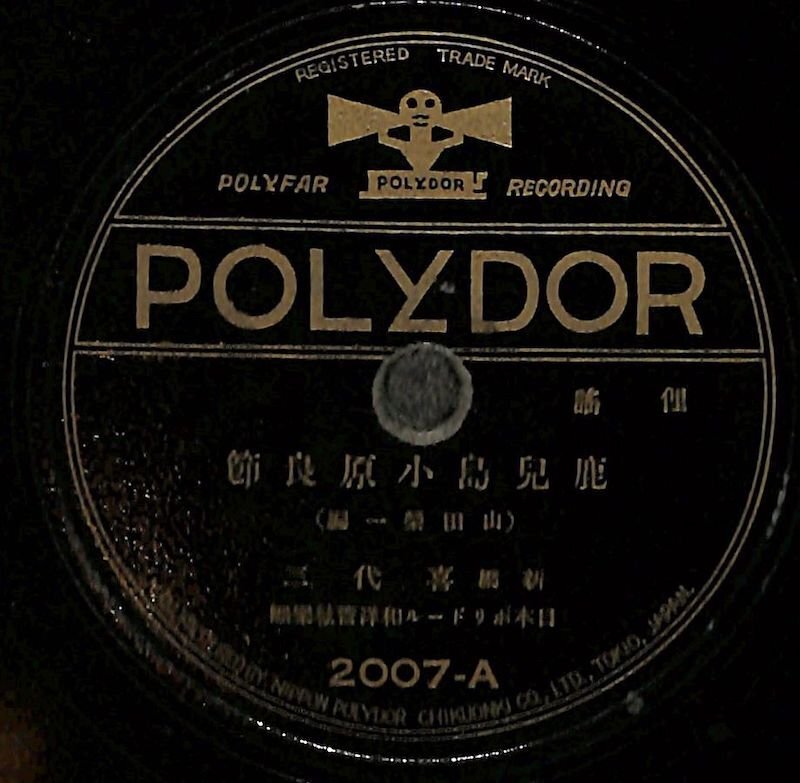 REGISTERED TRADE MARK
POLYDOR
POLYFAR RECORDING
POLYDOR
俚謠
鹿兒島小原良節
(山田榮一編)
新橋 喜代三
日本ポリドール和洋管絃樂團
2007-A
BY NIPPON POLYDOR CHIKUONKI CO., LTD., TOKIO, JAPAN.